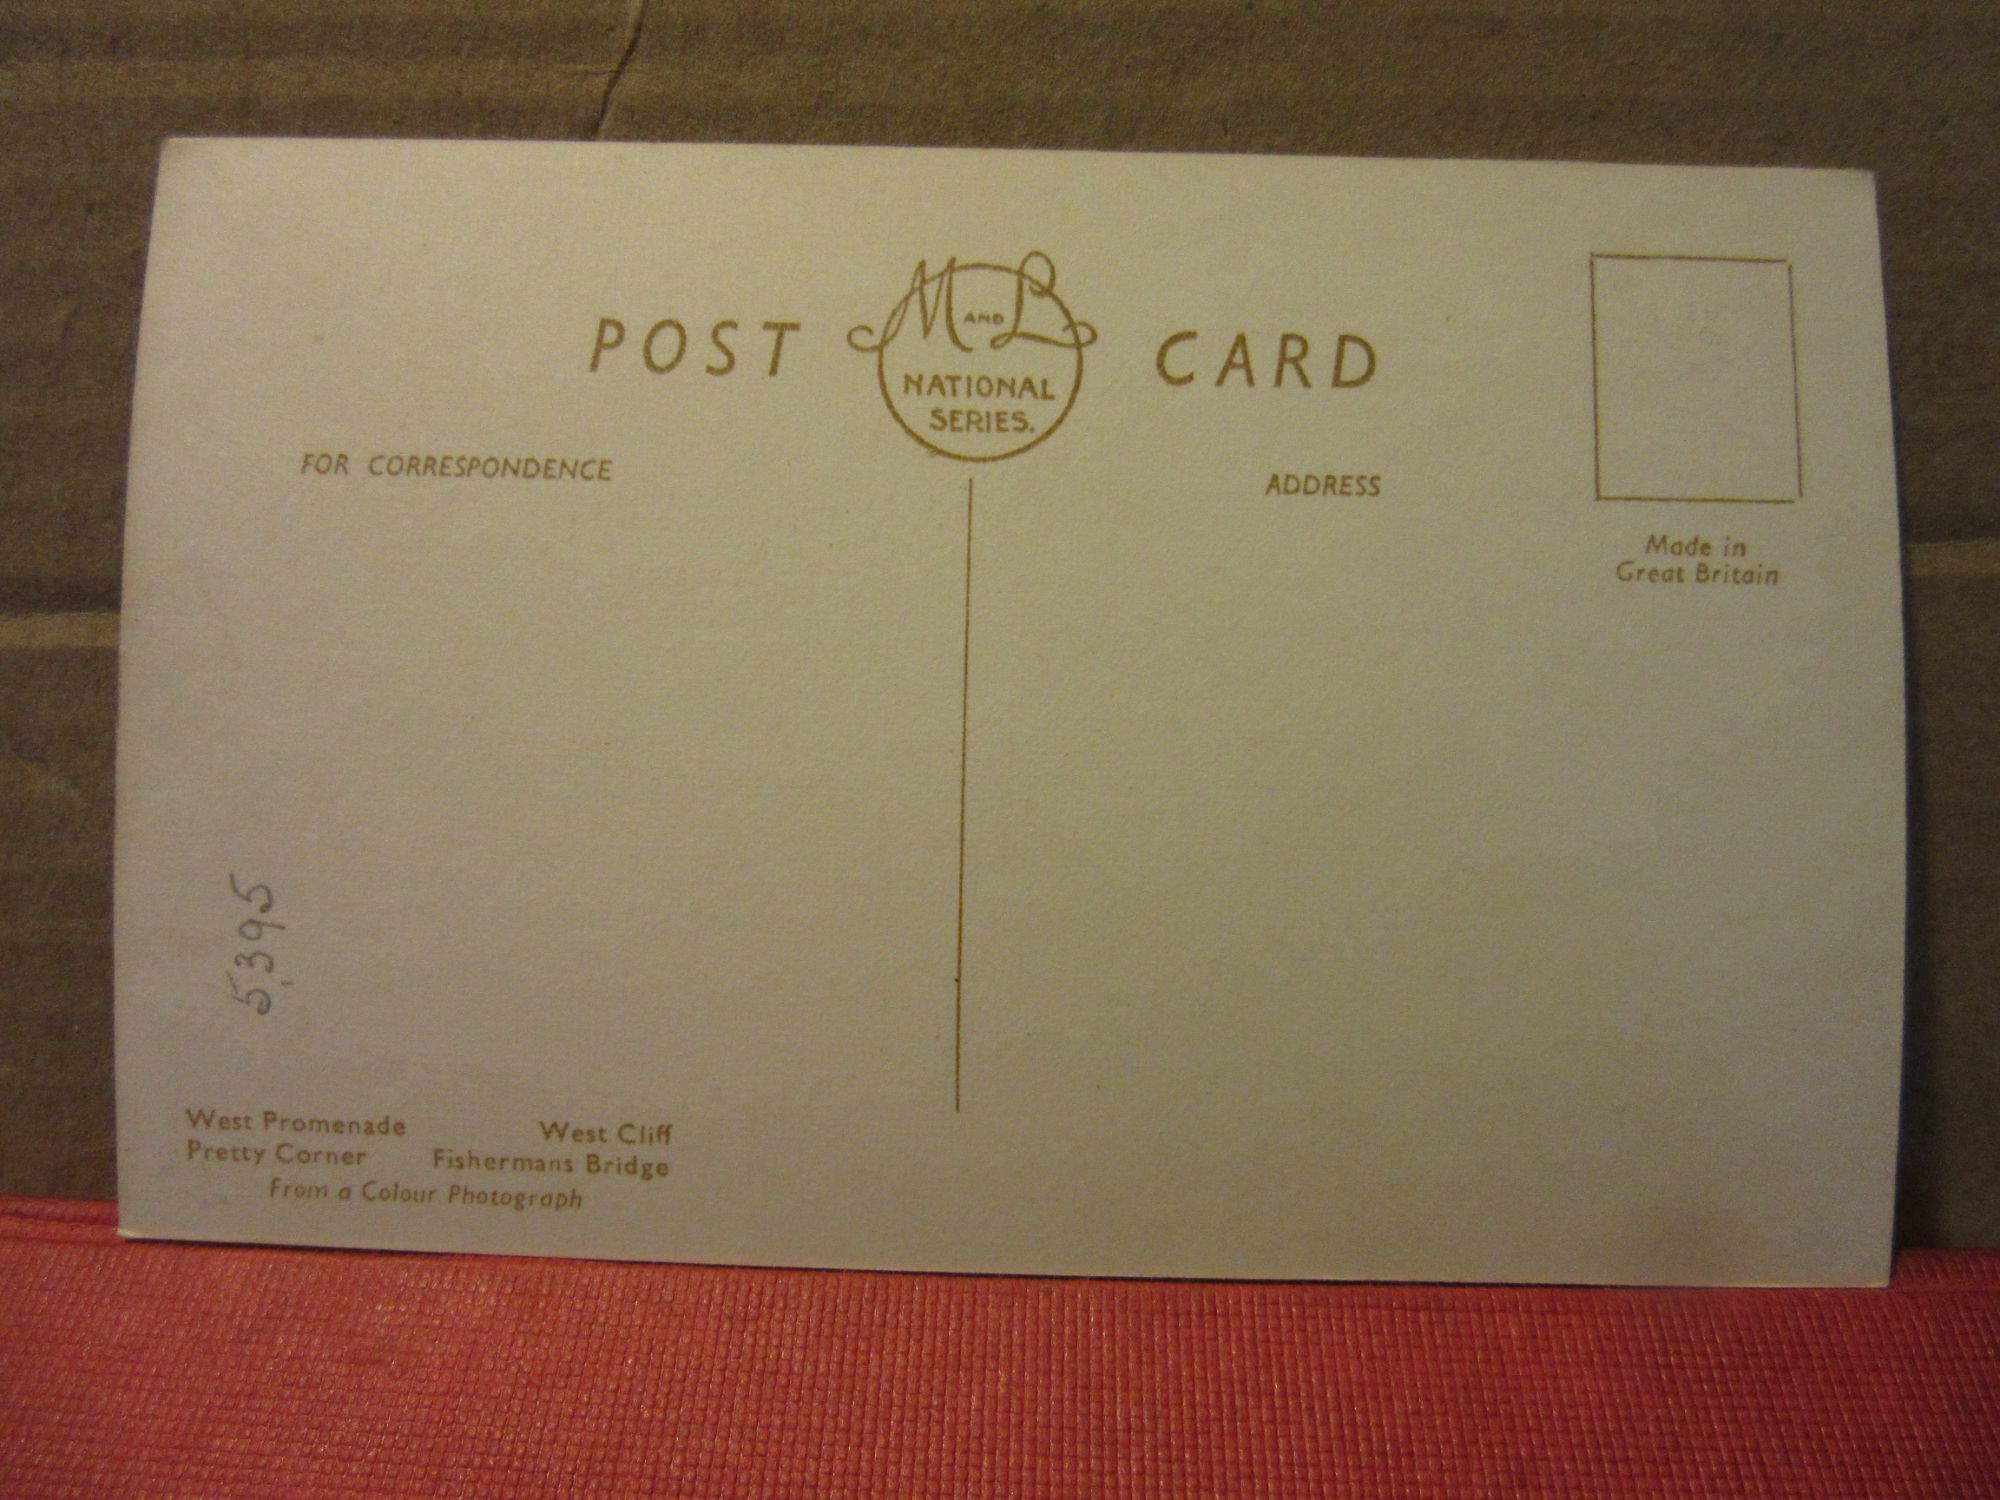 POST CARD
M AND L
NATIONAL
SERIES.
FOR CORRESPONDENCE
ADDRESS
Made in
Great Britain
5395
West Promenade West Cliff
Pretty Corner Fishermans Bridge
From a Colour Photograph